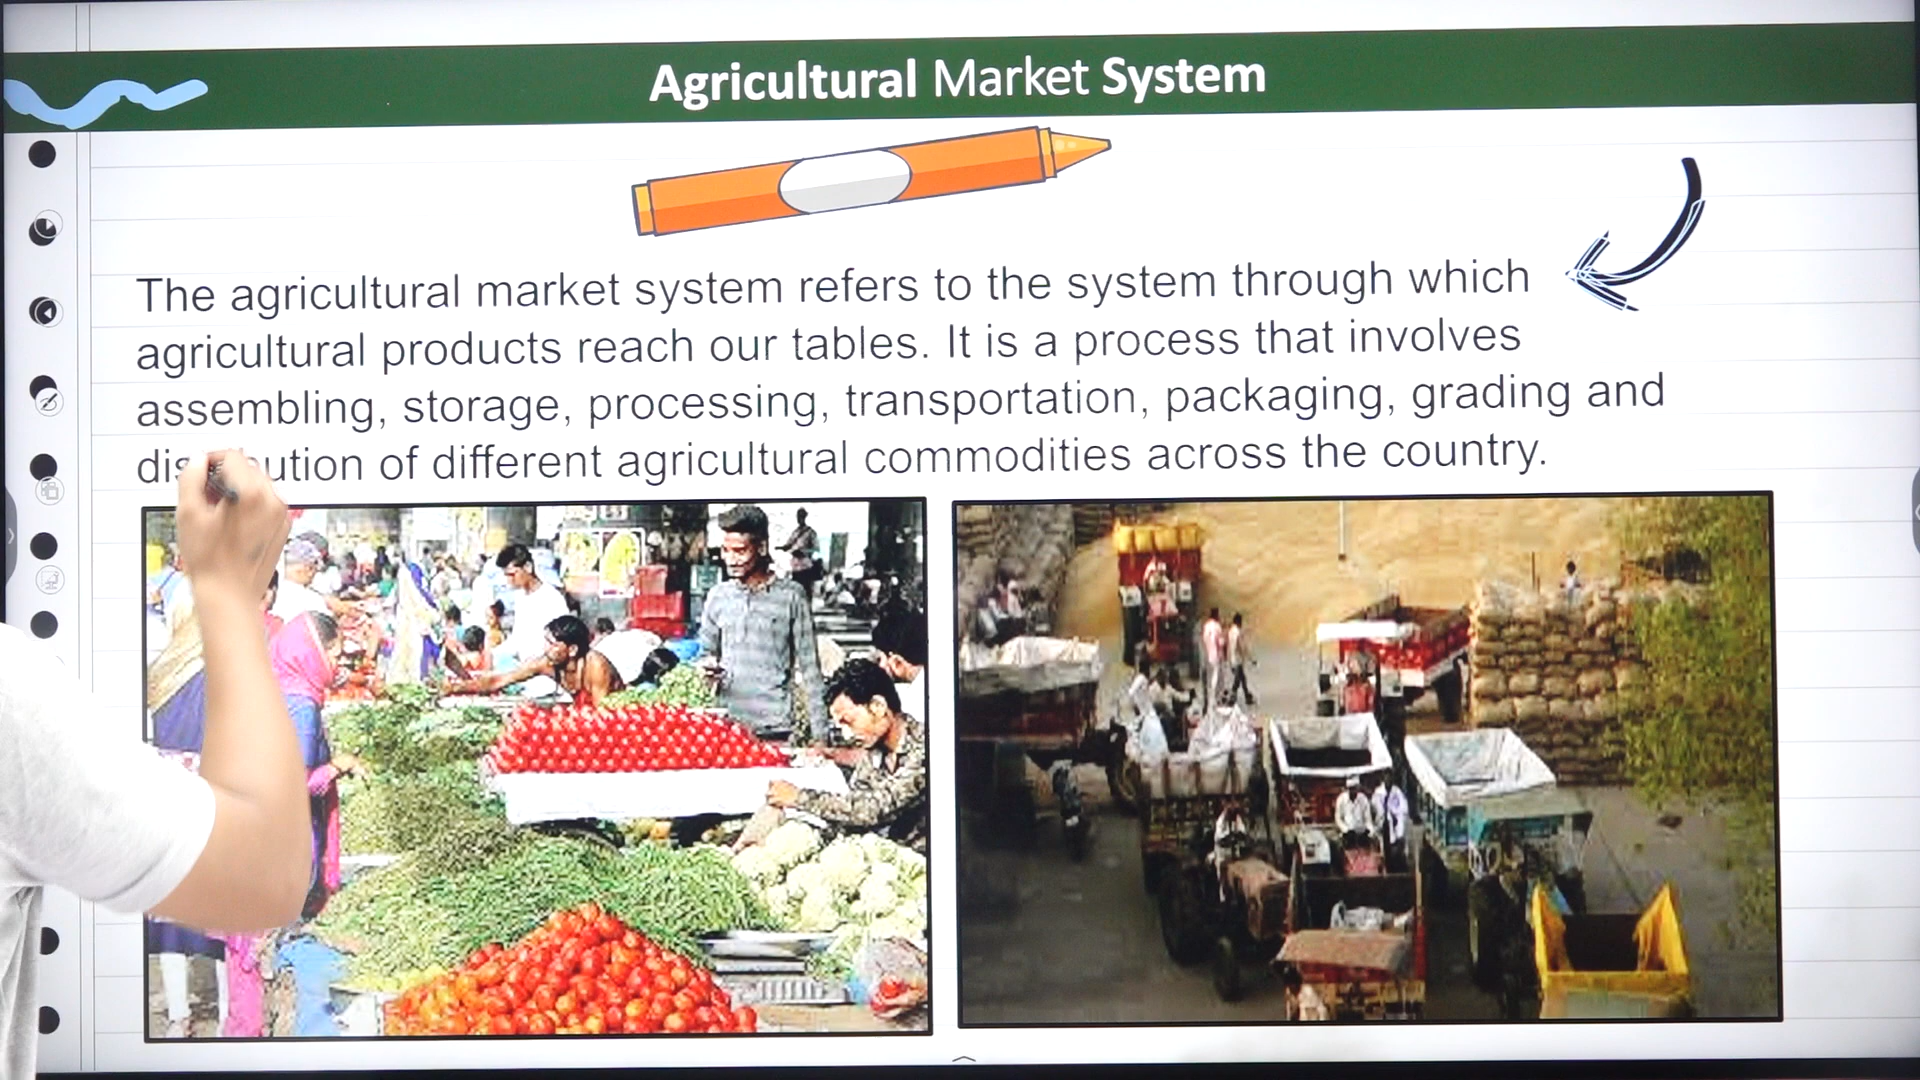 Agricultural Market System
The agricultural market system refers to the system through which
agricultural products reach our tables. It is a process that involves
assembling, storage, processing, transportation, packaging, grading and
of different agricultural commodities across the country.